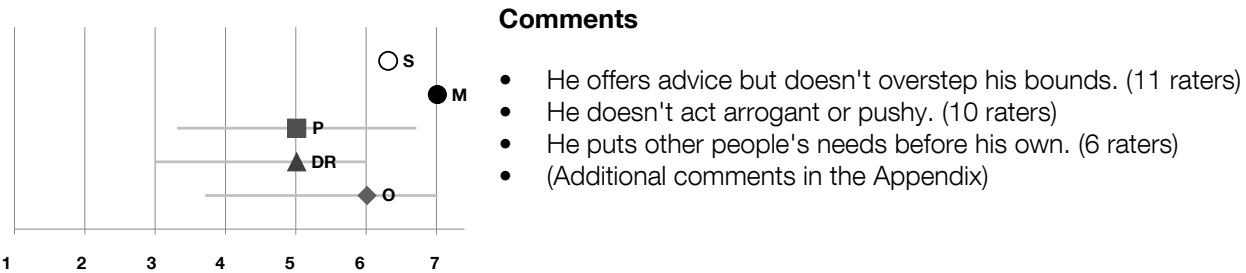 Comments
S
M
P
DR
O
1 2 3 4 5 6 7
• He offers advice but doesn't overstep his bounds. (11 raters)
• He doesn't act arrogant or pushy. (10 raters)
• He puts other people's needs before his own. (6 raters)
• (Additional comments in the Appendix)